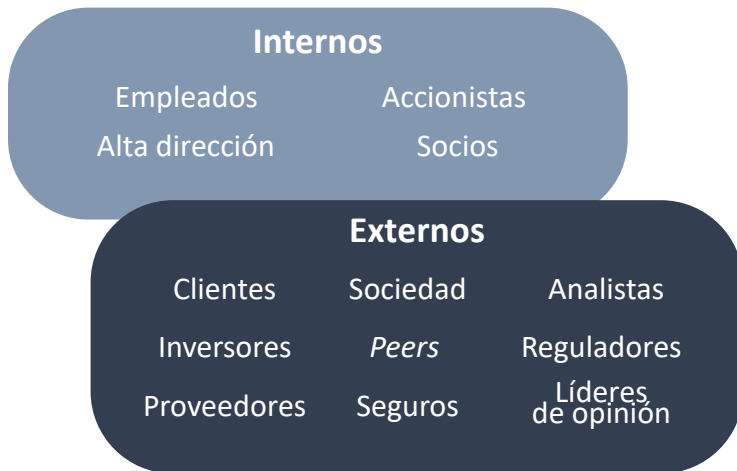 Internos
Empleados Accionistas
Alta dirección Socios
Externos
Clientes Sociedad Analistas
Inversores Peers Reguladores
Proveedores Seguros Líderes
de opinión